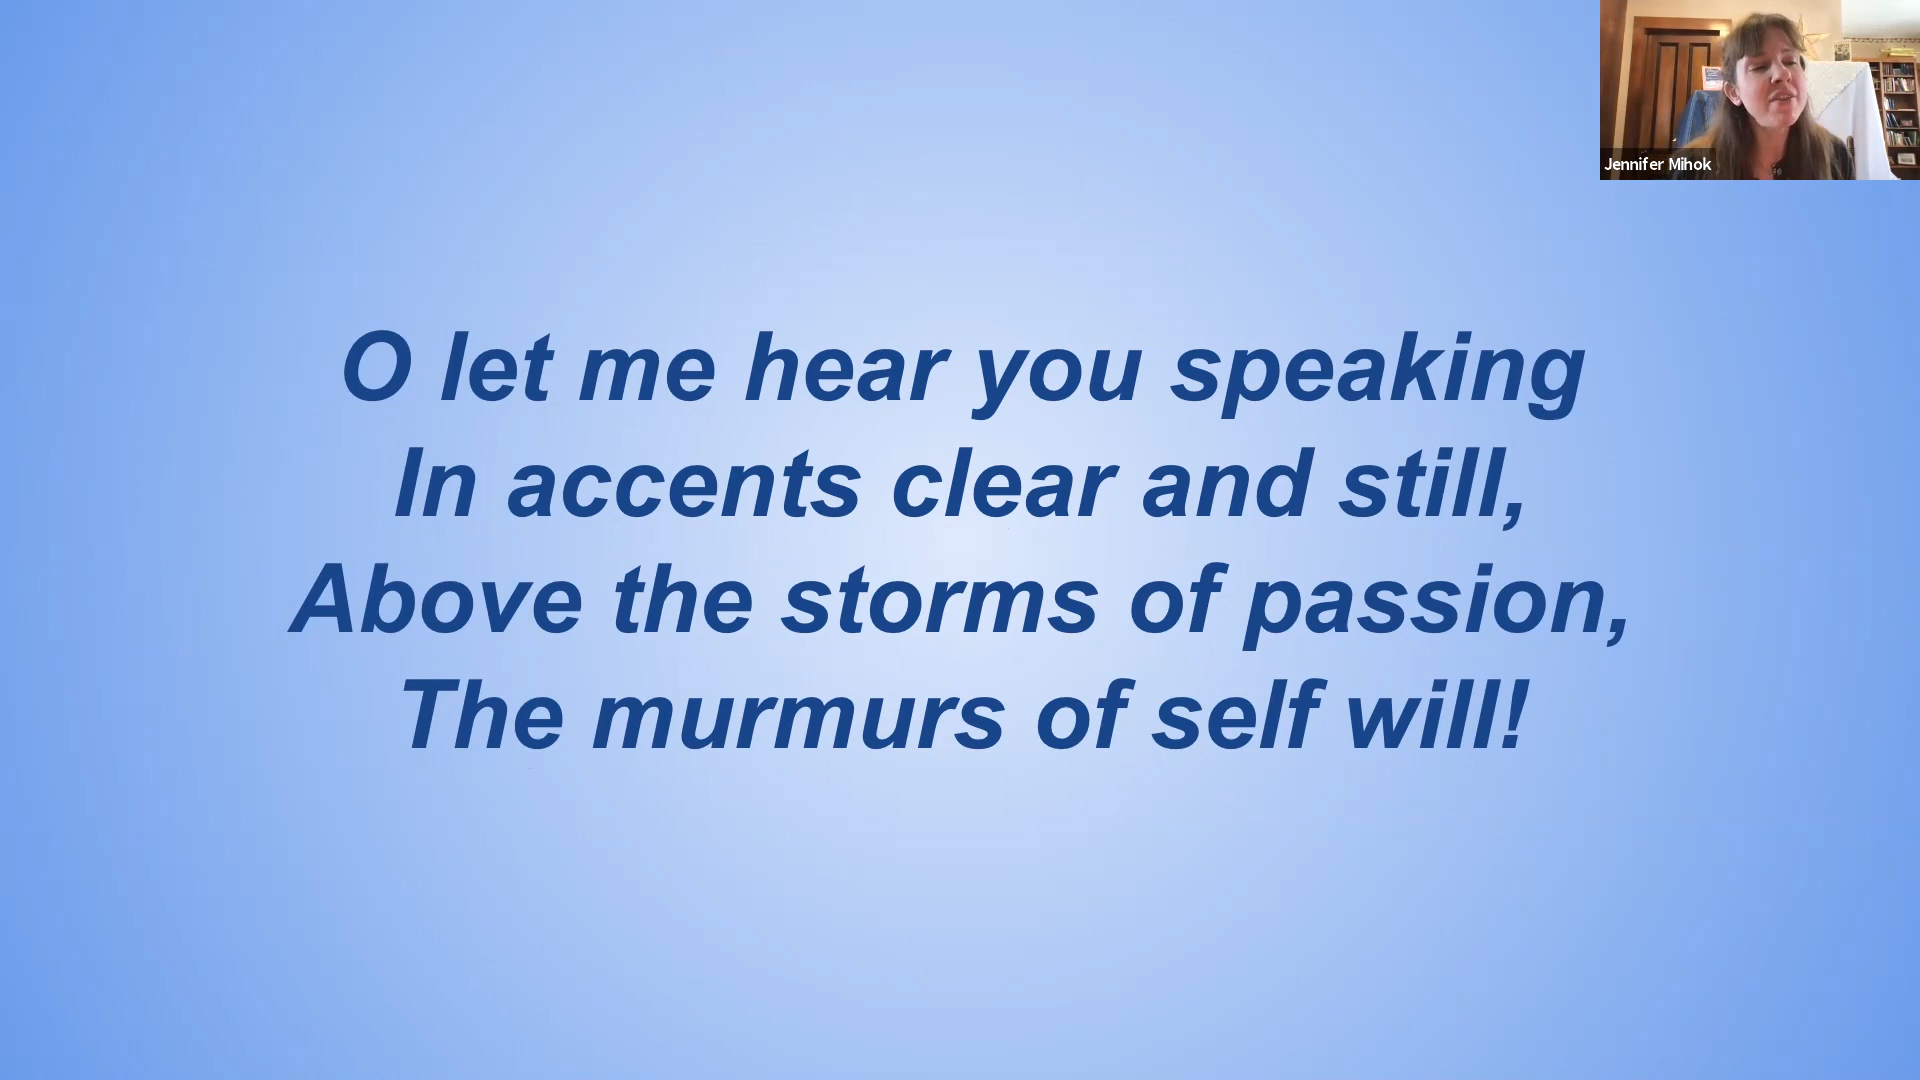 Jennifer Mihok
O let me hear you speaking
In accents clear and still,
Above the storms of passion,
The murmurs of self will!